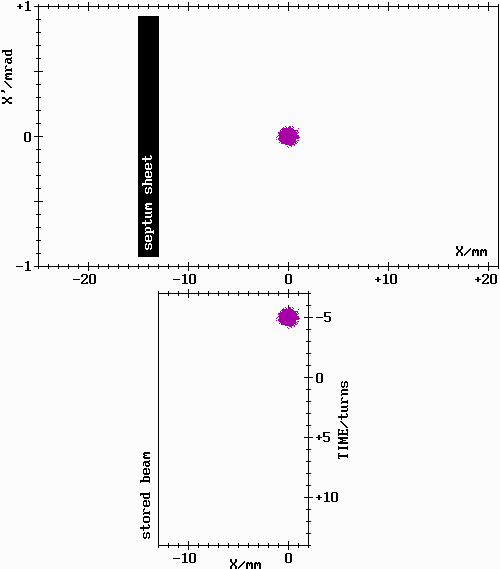 +1
X'/mrad
0
septum sheet
X/mm
-1
-20 -10 0 +10 +20
-5
0
TIME/turns
+5
stored beam
+10
-10 0
X/mm